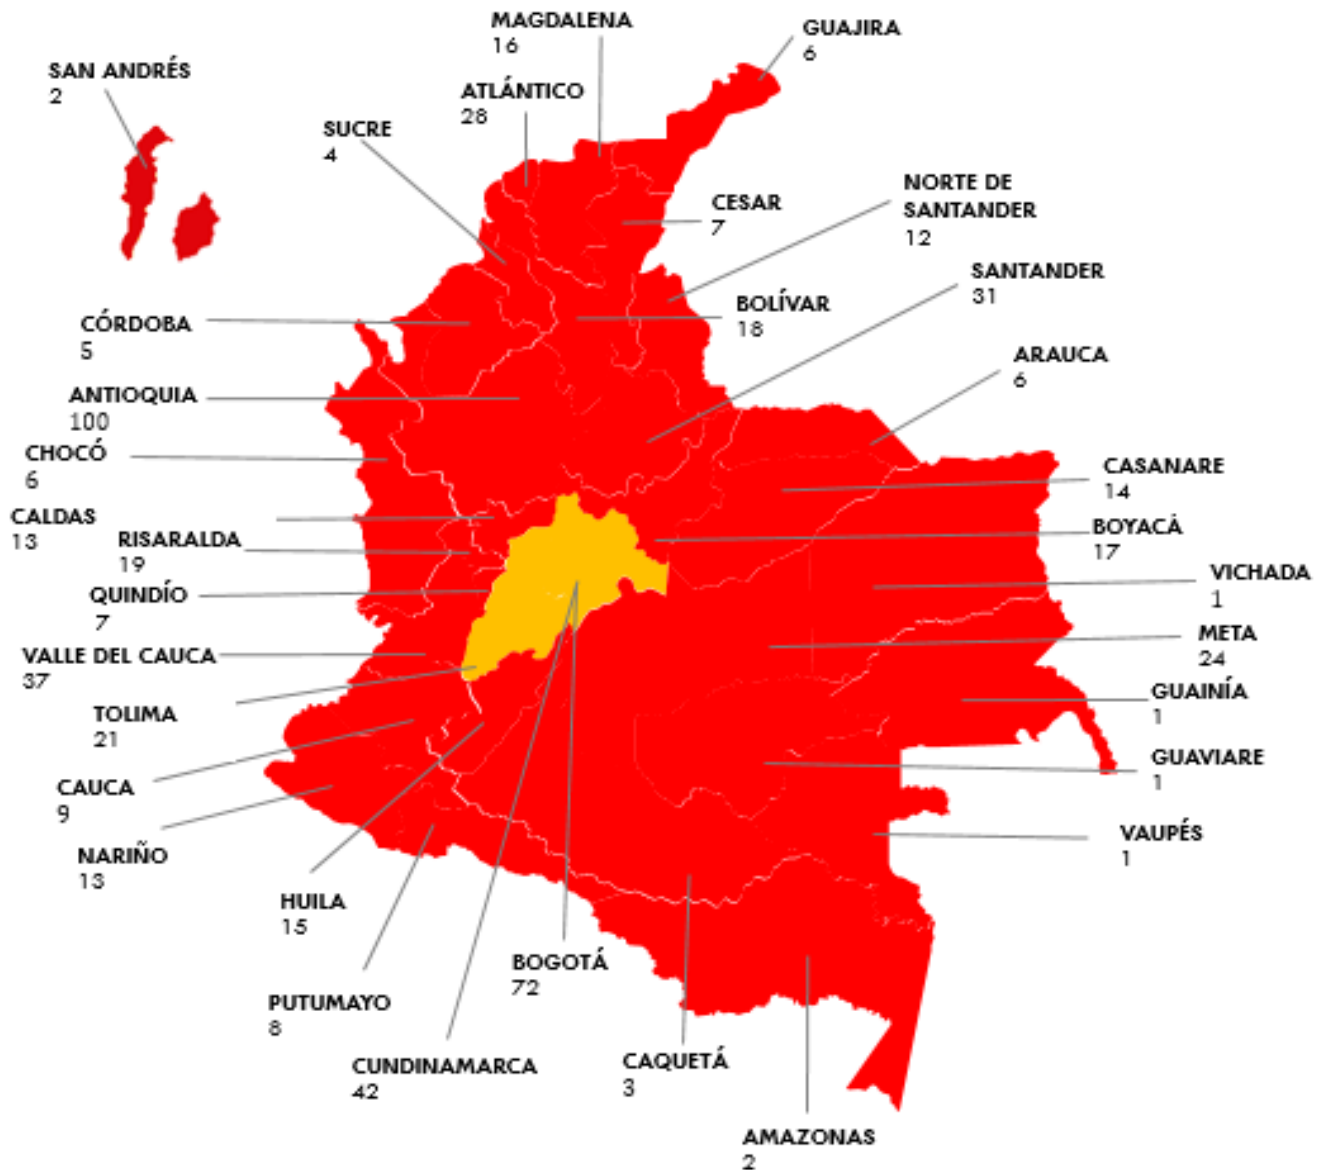 MAGDALENA
16
GUAJIRA
6
SAN ANDRÉS
2
ATLÁNTICO
28
SUCRE
4
NORTE DE
SANTANDER
12
CESAR
7
SANTANDER
31
BOLÍVAR
18
CÓRDOBA
5
ARAUCA
6
ANTIOQUIA
100
CHOCÓ
6
CASANARE
14
CALDAS
13
BOYACÁ
17
RISARALDA
19
VICHADA
1
QUINDÍO
7
META
24
VALLE DEL CAUCA
37
GUAINÍA
1
TOLIMA
21
GUAVIARE
1
CAUCA
9
VAUPÉS
1
NARIÑO
13
HUILA
15
BOGOTÁ
72
PUTUMAYO
8
CUNDINAMARCA
42
CAQUETÁ
3
AMAZONAS
2